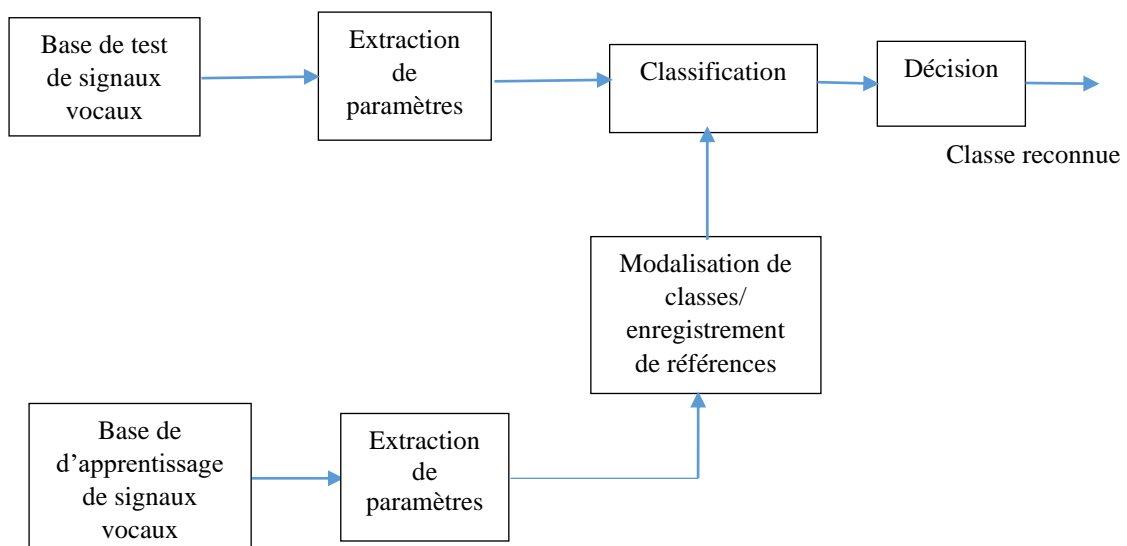 Base de test
de signaux
vocaux
Extraction
de
paramètres
Classification
Décision
Classe reconnue
Modalisation de
classes/
enregistrement
de références
Base de
d’apprentissage
de signaux
vocaux
Extraction
de
paramètres